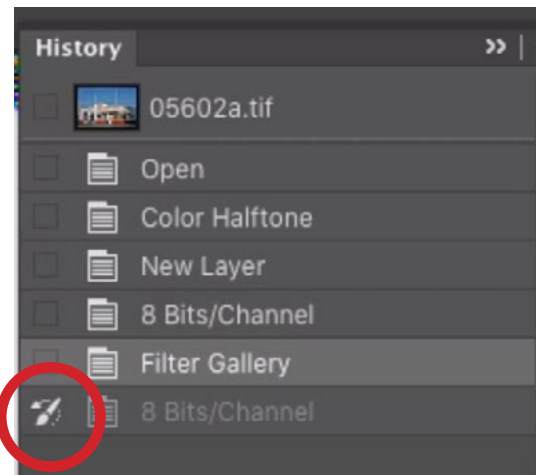 History
05602a.tif
Open
Color Halftone
New Layer
8 Bits/Channel
Filter Gallery
8 Bits/Channel